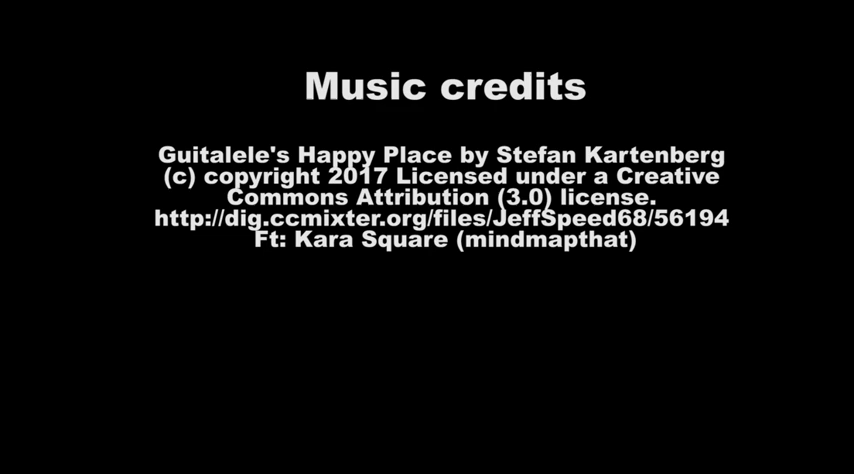 Music credits
Guitalele's Happy Place by Stefan Kartenberg
(c) copyright 2017 Licensed under a Creative
Commons Attribution (3.0) license.
http://dig.ccmixter.org/files/JeffSpeed68/56194
Ft: Kara Square (mindmapthat)